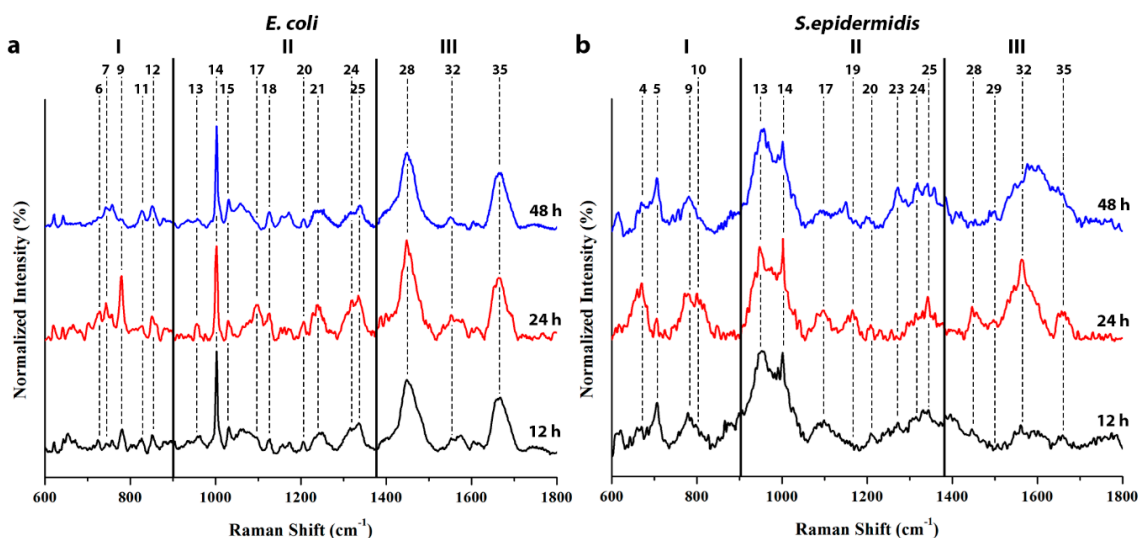 E. coli
a
I
II
III
7 9 12 14 17 20 24 28 32 35
6 11 13 15 18 21 25
48 h
24 h
12 h
Normalized Intensity (%)
600 800 1000 1200 1400 1600 1800
Raman Shift (cm⁻¹)
S.epidermidis
b
I
II
III
10 19 25
4 5 9 13 14 17 20 23 24 28 29 32 35
48 h
24 h
12 h
Normalized Intensity (%)
600 800 1000 1200 1400 1600 1800
Raman Shift (cm⁻¹)